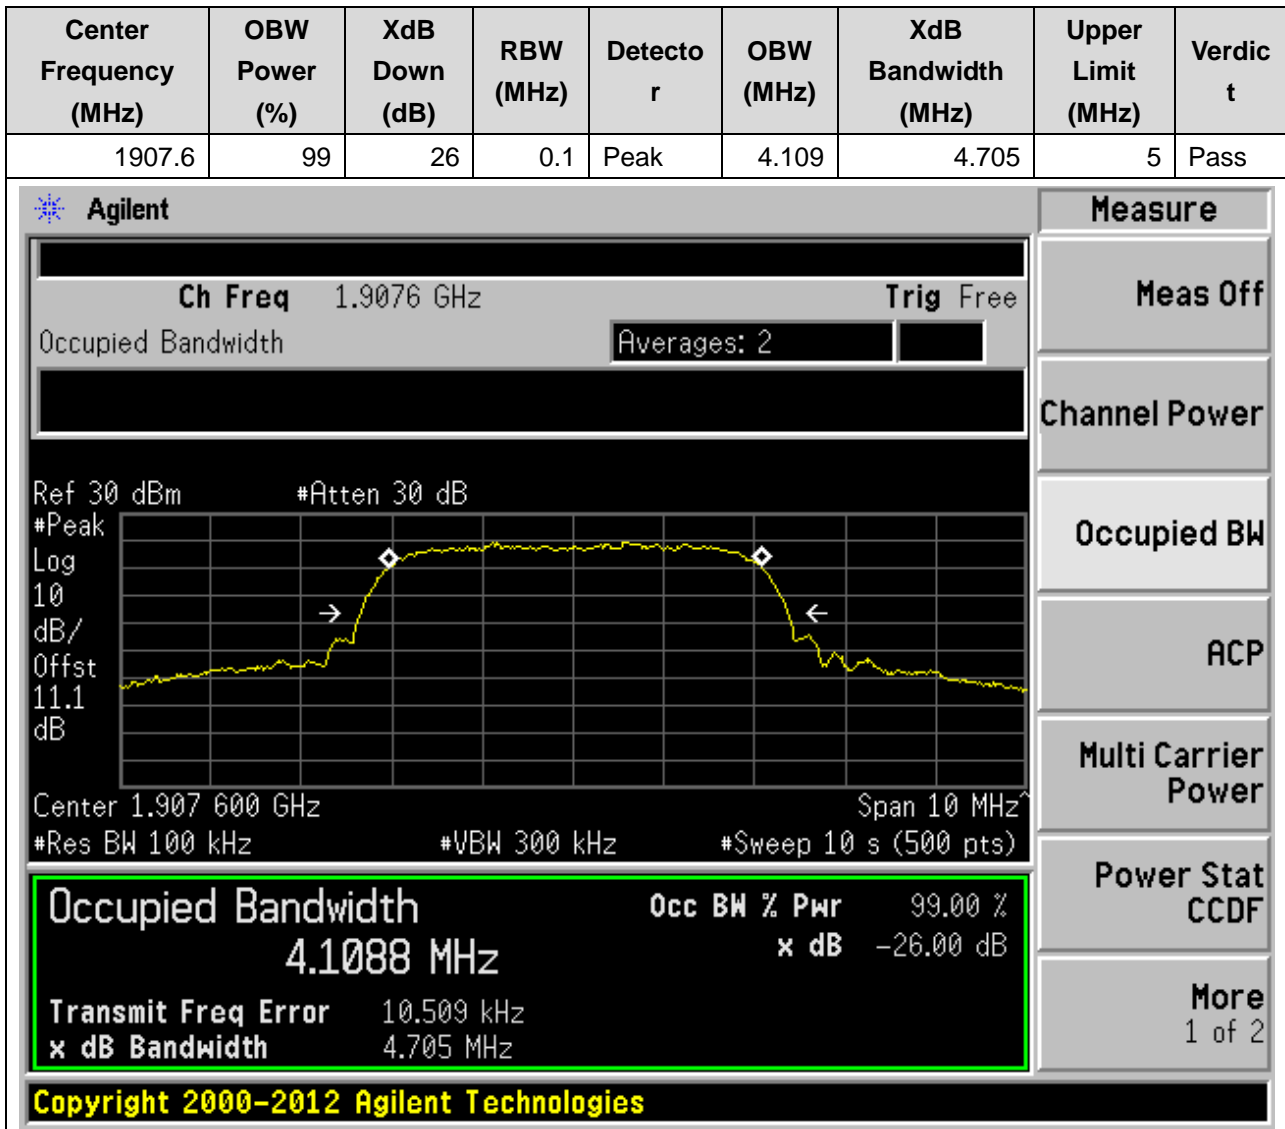 Center Frequency (MHz) OBW Power (%) XdB Down (dB) RBW (MHz) Detecto r OBW (MHz) XdB Bandwidth (MHz) Upper Limit (MHz) Verdic t
1907.6 99 26 0.1 Peak 4.109 4.705 5 Pass
Agilent
Measure
Ch Freq 1.9076 GHz Trig Free
Meas Off
Occupied Bandwidth Averages: 2
Channel Power
Ref 30 dBm #Atten 30 dB
#Peak
Log
10
dB/
Offst
11.1
dB
Occupied BW
ACP
Multi Carrier
Power
Center 1.907 600 GHz Span 10 MHz^
#Res BW 100 kHz #VBW 300 kHz #Sweep 10 s (500 pts)
Power Stat
CCDF
Occupied Bandwidth Occ BW % Pwr 99.00 %
4.1088 MHz x dB -26.00 dB
Transmit Freq Error 10.509 kHz
x dB Bandwidth 4.705 MHz
More
1 of 2
Copyright 2000-2012 Agilent Technologies